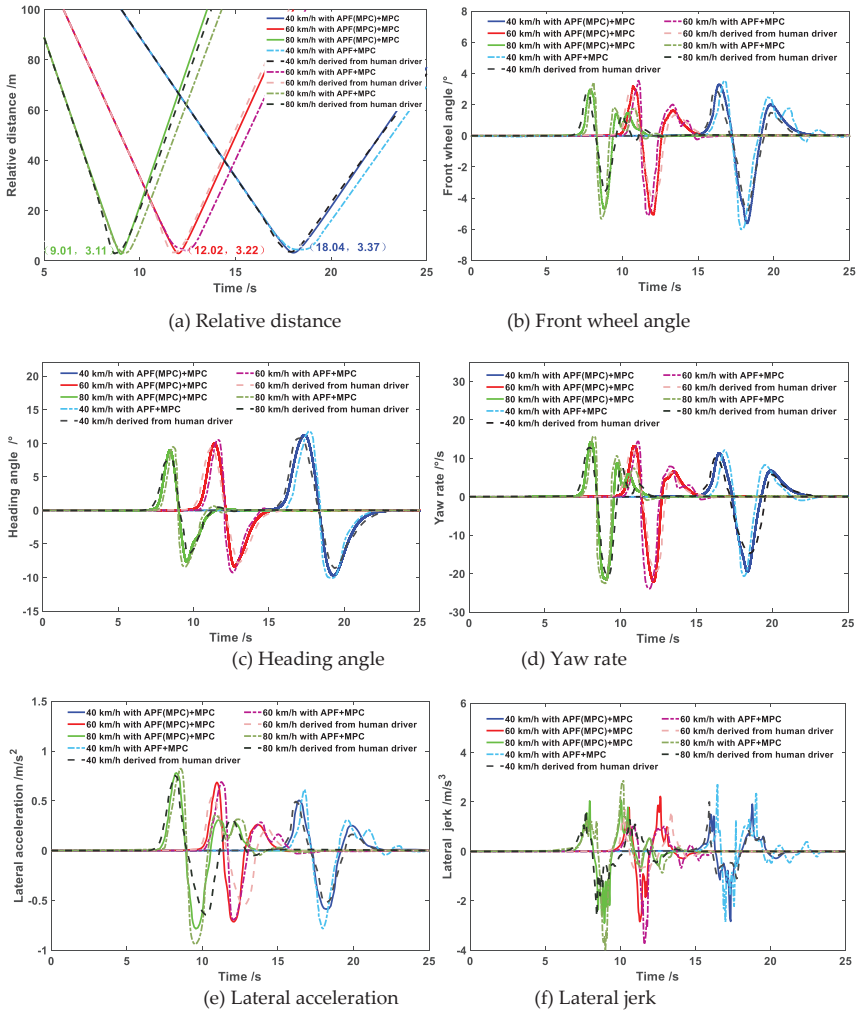 100
80
60
40
20
0
5
10
15
20
25
Relative distance /m
Time /s
40 km/h with APF(MPC)+MPC
60 km/h with APF(MPC)+MPC
80 km/h with APF(MPC)+MPC
40 km/h with APF+MPC
40 km/h derived from human driver
60 km/h with APF+MPC
60 km/h derived from human driver
80 km/h with APF+MPC
80 km/h derived from human driver
(9.01, 3.11)
(12.02, 3.22)
(18.04, 3.37)
(a) Relative distance
8
6
4
2
0
-2
-4
-6
-8
0
5
10
15
20
25
Front wheel angle /°
Time /s
40 km/h with APF(MPC)+MPC
60 km/h with APF(MPC)+MPC
80 km/h with APF(MPC)+MPC
40 km/h with APF+MPC
40 km/h derived from human driver
60 km/h with APF+MPC
60 km/h derived from human driver
80 km/h with APF+MPC
80 km/h derived from human driver
(b) Front wheel angle
20
15
10
5
0
-5
-10
-15
0
5
10
15
20
25
Heading angle /°
Time /s
40 km/h with APF(MPC)+MPC
60 km/h with APF(MPC)+MPC
80 km/h with APF(MPC)+MPC
40 km/h with APF+MPC
40 km/h derived from human driver
60 km/h with APF+MPC
60 km/h derived from human driver
80 km/h with APF+MPC
80 km/h derived from human driver
(c) Heading angle
30
20
10
0
-10
-20
-30
0
5
10
15
20
25
Yaw rate /°/s
Time /s
40 km/h with APF(MPC)+MPC
60 km/h with APF(MPC)+MPC
80 km/h with APF(MPC)+MPC
40 km/h with APF+MPC
40 km/h derived from human driver
60 km/h with APF+MPC
60 km/h derived from human driver
80 km/h with APF+MPC
80 km/h derived from human driver
(d) Yaw rate
1.5
1
0.5
0
-0.5
-1
0
5
10
15
20
25
Lateral acceleration /m/s²
Time /s
40 km/h with APF(MPC)+MPC
60 km/h with APF(MPC)+MPC
80 km/h with APF(MPC)+MPC
40 km/h with APF+MPC
40 km/h derived from human driver
60 km/h with APF+MPC
60 km/h derived from human driver
80 km/h with APF+MPC
80 km/h derived from human driver
(e) Lateral acceleration
6
4
2
0
-2
-4
0
5
10
15
20
25
Lateral jerk /m/s³
Time /s
40 km/h with APF(MPC)+MPC
60 km/h with APF(MPC)+MPC
80 km/h with APF(MPC)+MPC
40 km/h with APF+MPC
40 km/h derived from human driver
60 km/h with APF+MPC
60 km/h derived from human driver
80 km/h with APF+MPC
80 km/h derived from human driver
(f) Lateral jerk